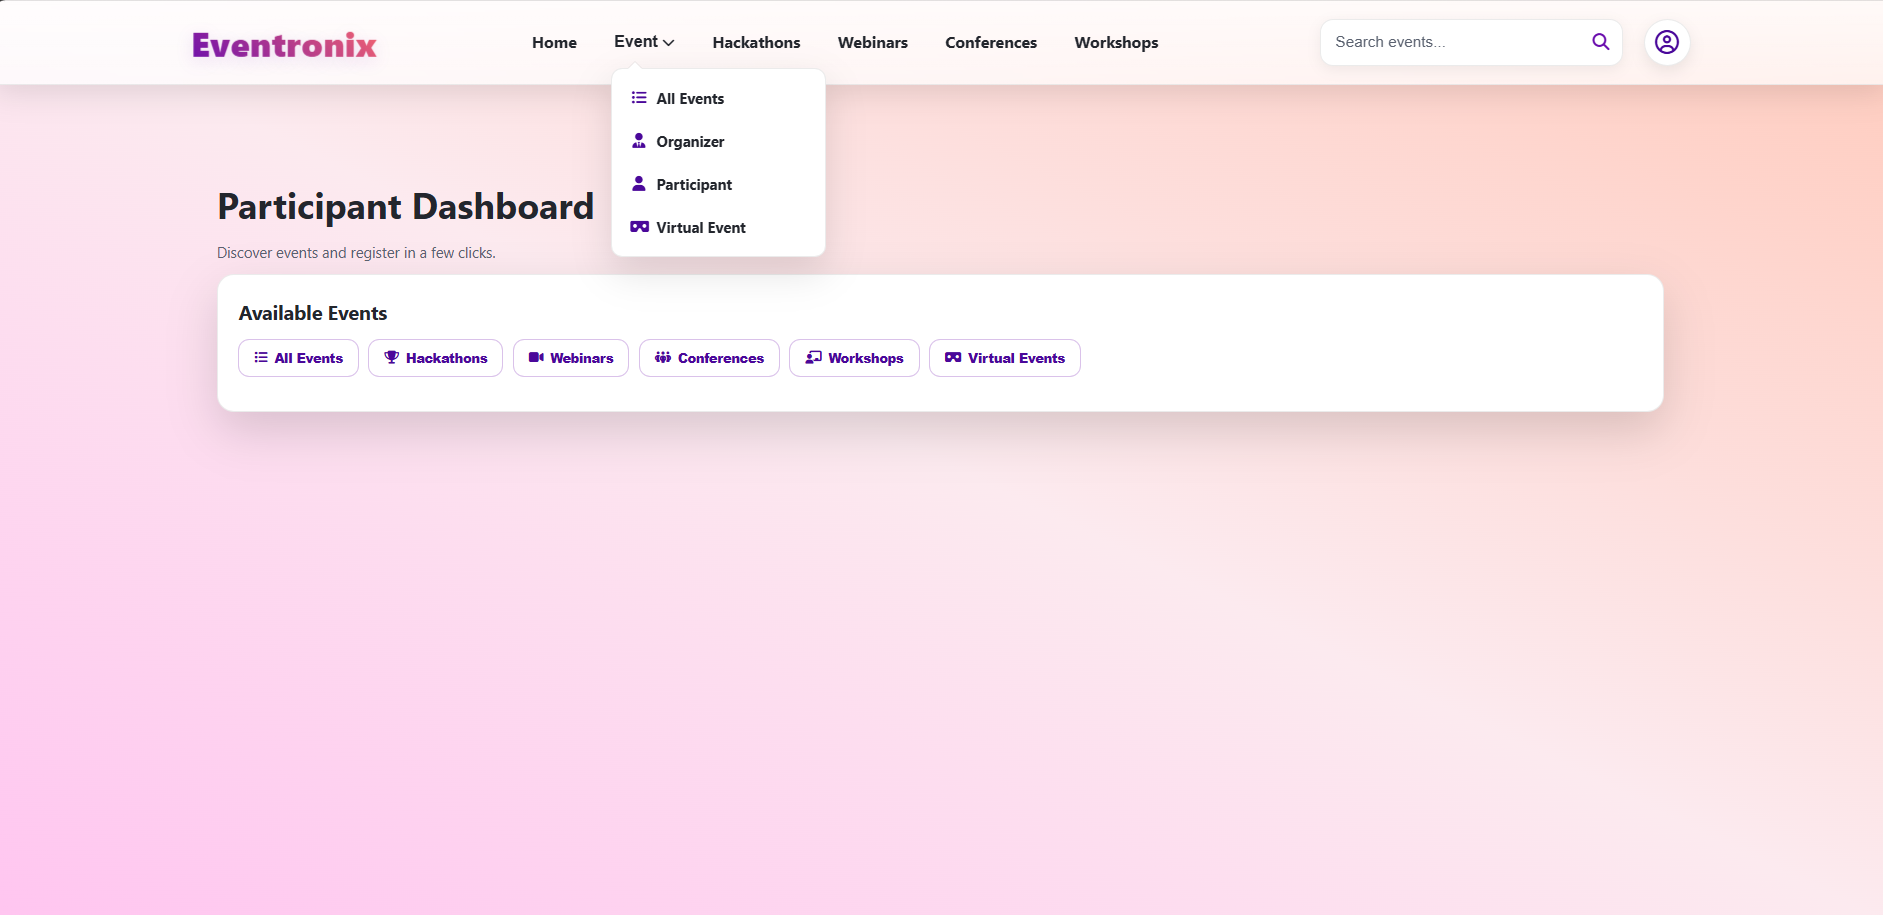 Eventronix
Home Event Hackathons Webinars Conferences Workshops
Search events...
All Events
Organizer
Participant
Virtual Event
Participant Dashboard
Discover events and register in a few clicks.
Available Events
All Events Hackathons Webinars Conferences Workshops Virtual Events